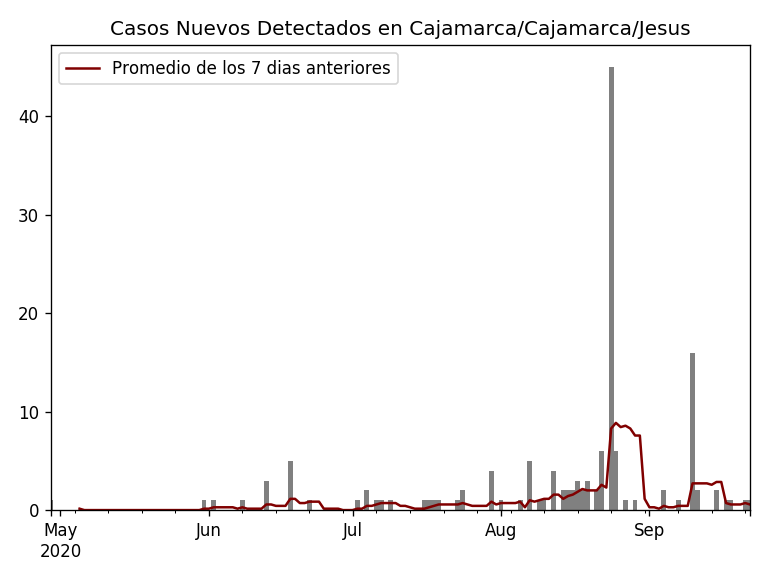 Casos Nuevos Detectados en Cajamarca/Cajamarca/Jesus
Promedio de los 7 dias anteriores
40
30
20
10
0
May Jun Jul Aug Sep
2020